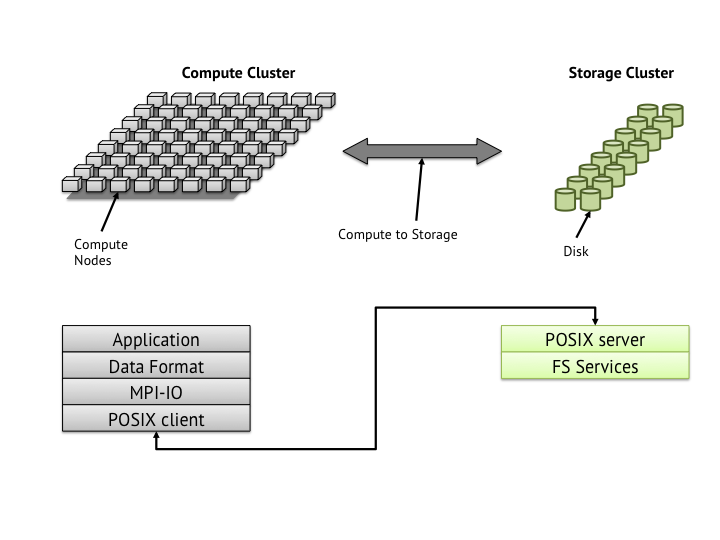 Compute Cluster
Storage Cluster
Compute to Storage
Compute
Nodes
Disk
Application
Data Format
MPI-IO
POSIX client
POSIX server
FS Services